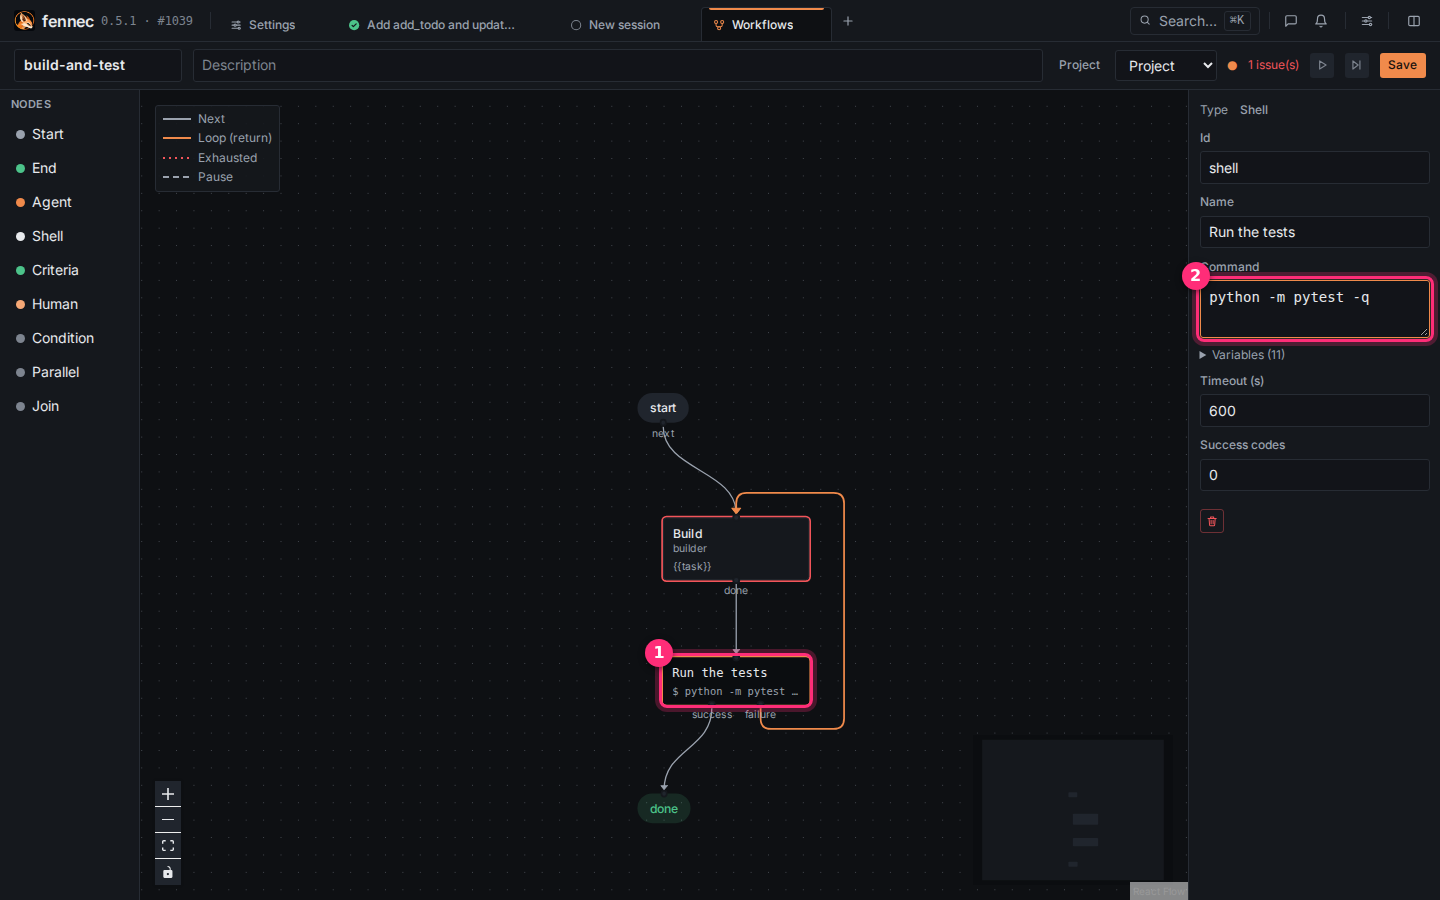 fennec 0.5.1 · #1039
Settings
Add add_todo and updat...
New session
Workflows
Search... ⌘K
build-and-test
Description
Project
Project
1 issue(s)
Save
NODES
Start
End
Agent
Shell
Criteria
Human
Condition
Parallel
Join
Next
Loop (return)
Exhausted
Pause
start
next
Build
builder
{{task}}
done
1
Run the tests
$ python -m pytest …
success
failure
done
React Flow
Type Shell
Id
shell
Name
Run the tests
2
Command
python -m pytest -q
Variables (11)
Timeout (s)
600
Success codes
0